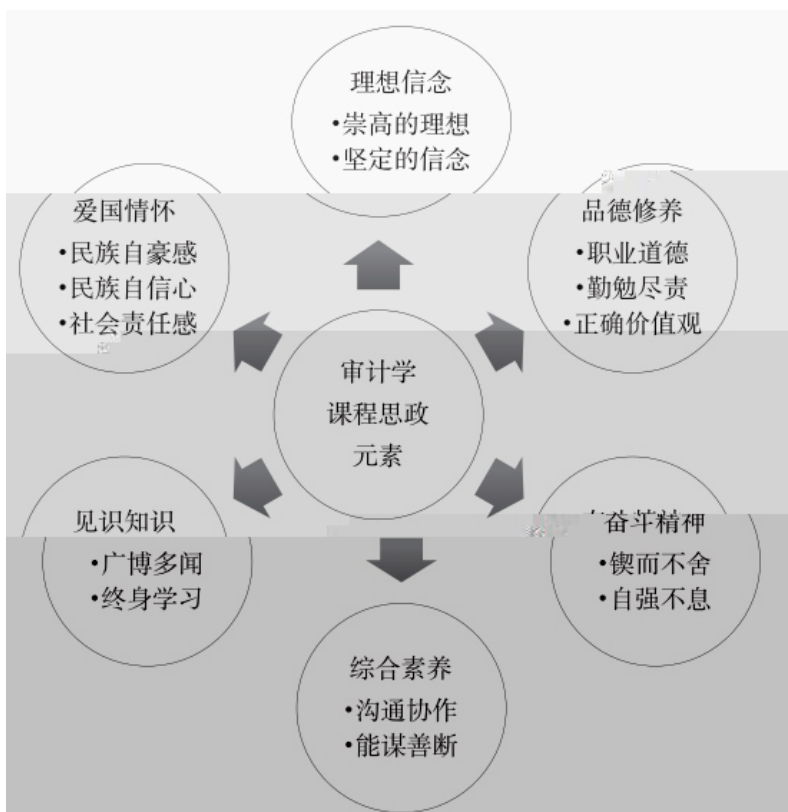 理想信念
•崇高的理想
•坚定的信念
爱国情怀
•民族自豪感
•民族自信心
•社会责任感
品德修养
•职业道德
•勤勉尽责
•正确价值观
审计学
课程思政
元素
见识知识
•广博多闻
•终身学习
奋斗精神
•锲而不舍
•自强不息
综合素养
•沟通协作
•能谋善断